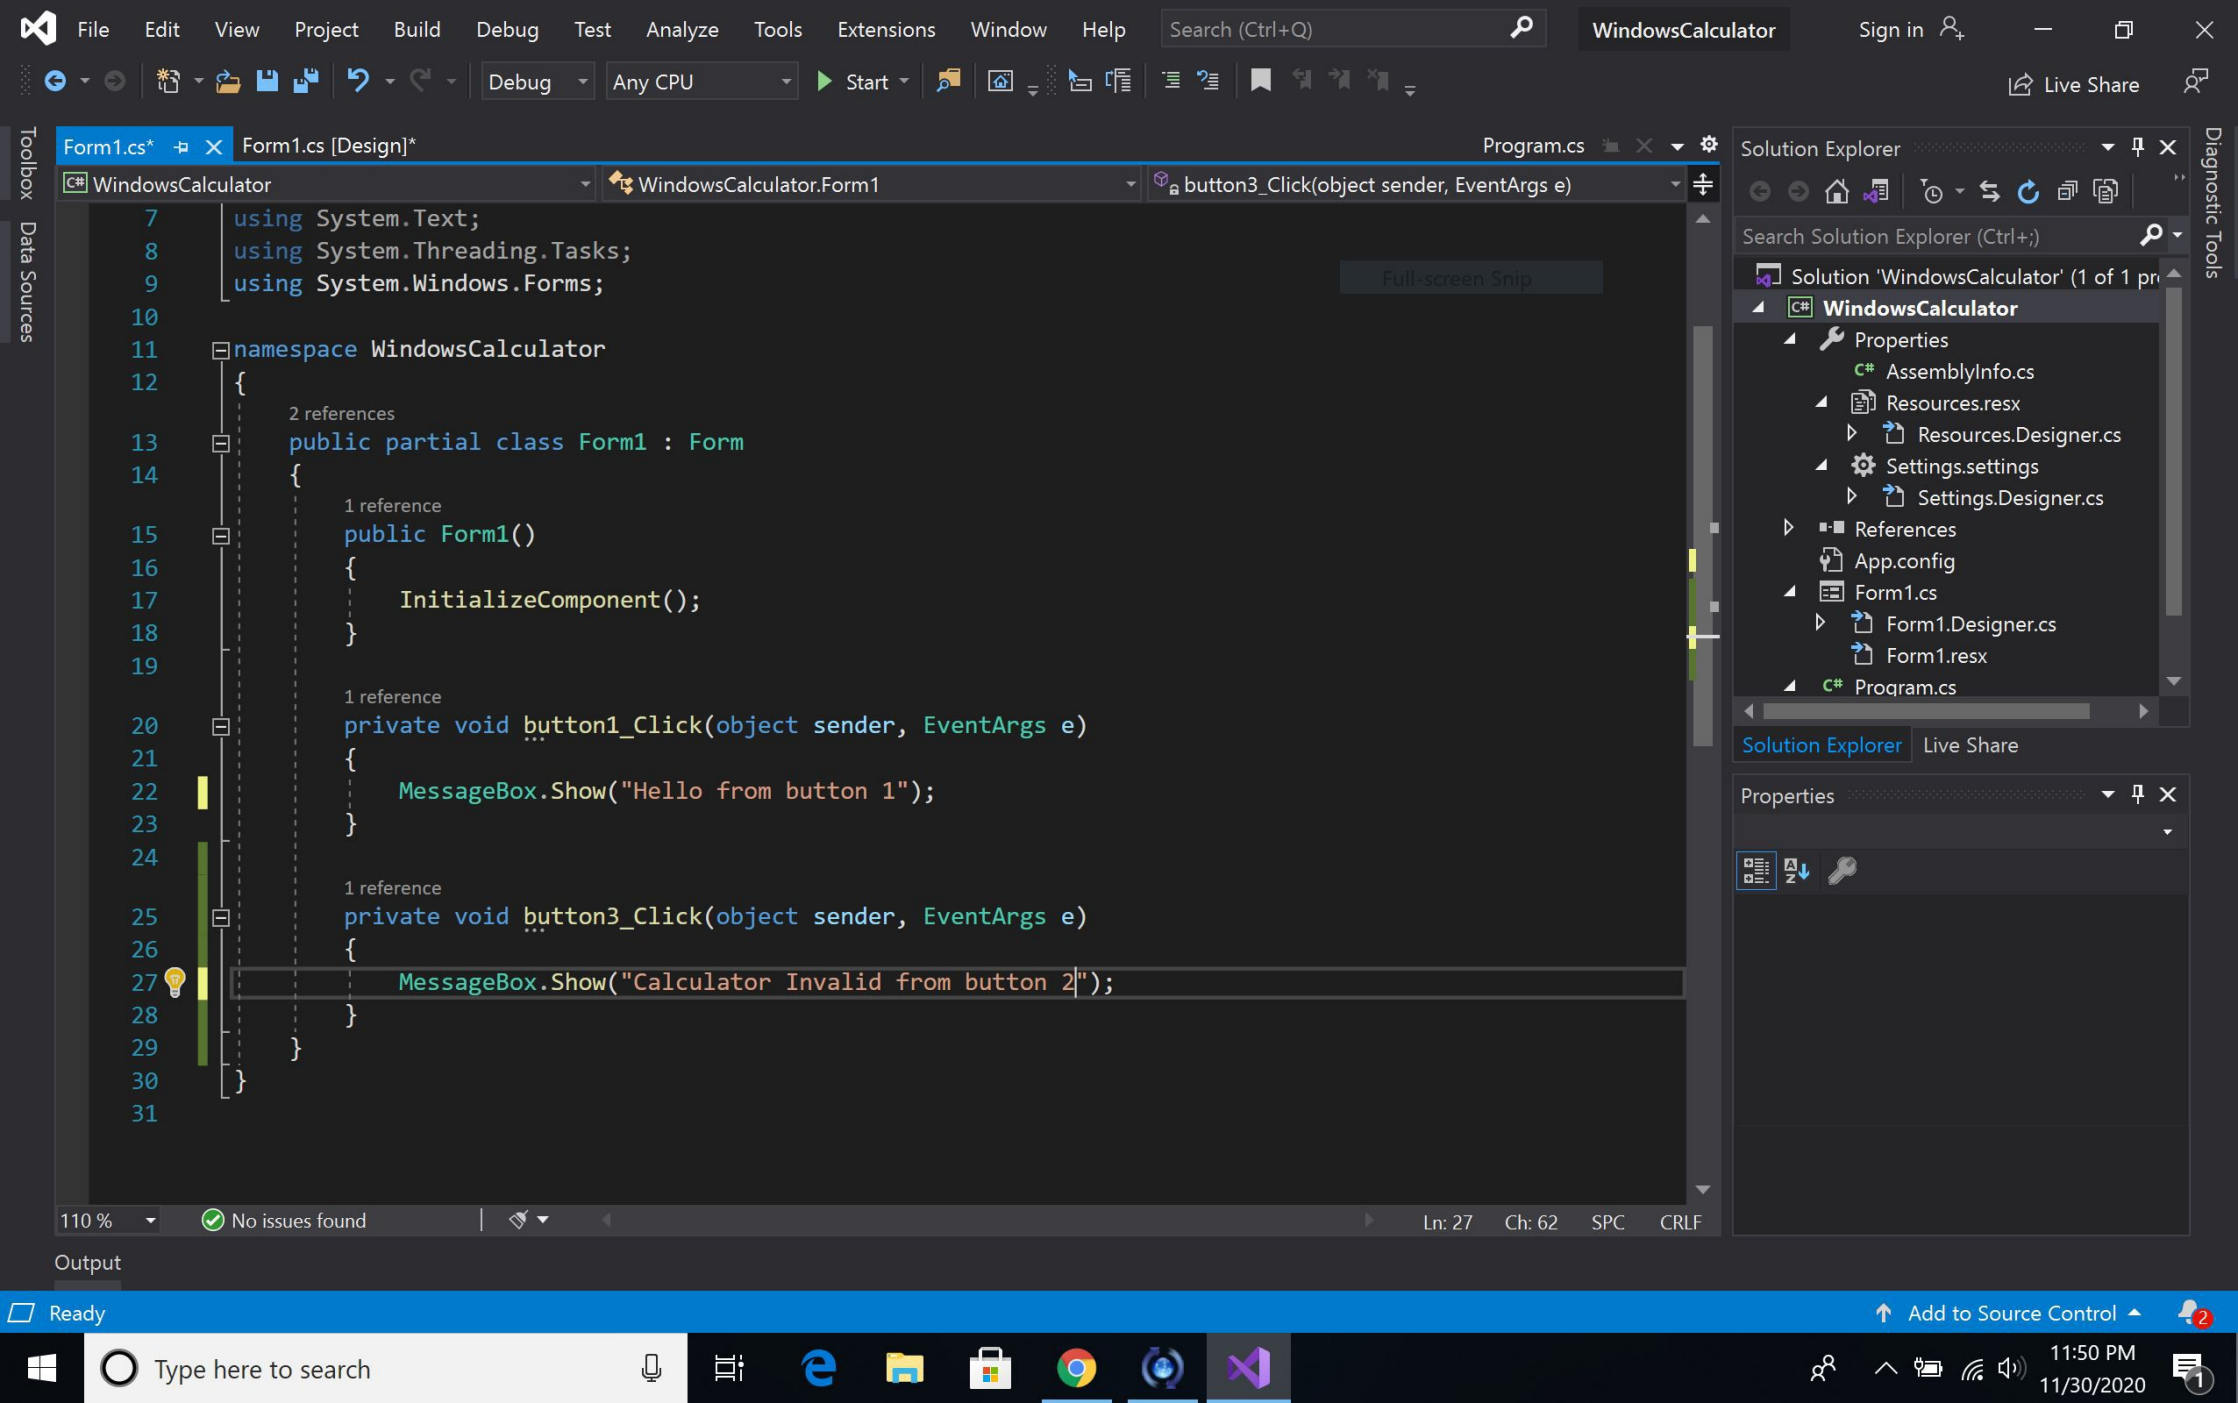 File Edit View Project Build Debug Test Analyze Tools Extensions Window Help Search (Ctrl+Q) WindowsCalculator Sign in
Debug Any CPU Start Live Share
Toolbox
Data Sources
Form1.cs* Form1.cs [Design]* Program.cs
C# WindowsCalculator WindowsCalculator.Form1 button3_Click(object sender, EventArgs e)
7 using System.Text;
8 using System.Threading.Tasks;
9 using System.Windows.Forms;
Full-screen Snip
10
11 namespace WindowsCalculator
12 {
2 references
13 public partial class Form1 : Form
14 {
1 reference
15 public Form1()
16 {
17 InitializeComponent();
18 }
19
1 reference
20 private void button1_Click(object sender, EventArgs e)
21 {
22 MessageBox.Show("Hello from button 1");
23 }
24
1 reference
25 private void button3_Click(object sender, EventArgs e)
26 {
27 MessageBox.Show("Calculator Invalid from button 2");
28 }
29 }
30 }
31
110 % No issues found Ln: 27 Ch: 62 SPC CRLF
Output
Solution Explorer
Search Solution Explorer (Ctrl+;)
Solution 'WindowsCalculator' (1 of 1 pr
C# WindowsCalculator
Properties
C# AssemblyInfo.cs
Resources.resx
Resources.Designer.cs
Settings.settings
Settings.Designer.cs
References
App.config
Form1.cs
Form1.Designer.cs
Form1.resx
C# Program.cs
Solution Explorer Live Share
Properties
Diagnostic Tools
Ready Add to Source Control 2
Type here to search
11:50 PM
11/30/2020
1